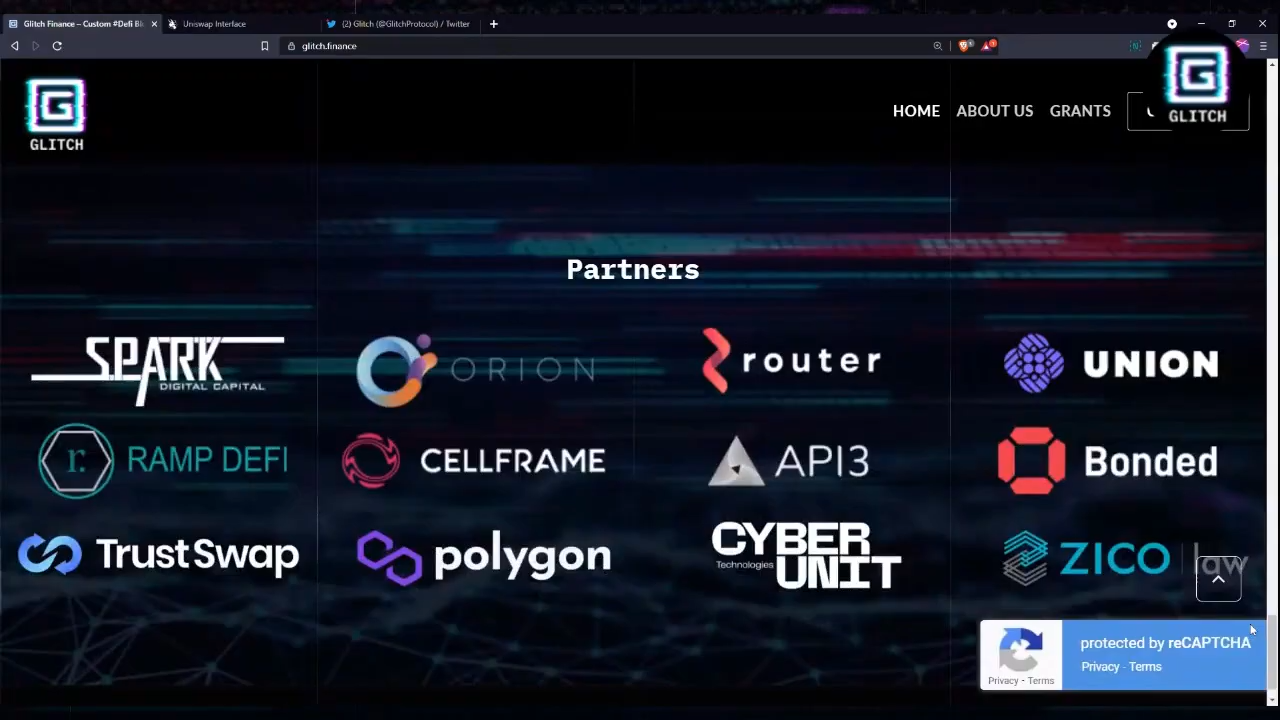 Glitch Finance – Custom #Defi Bl
Uniswap Interface
(2) Glitch (@GlitchProtocol) / Twitter
glitch.finance
GLITCH
HOME
ABOUT US
GRANTS
GLITCH
Partners
SPARK
DIGITAL CAPITAL
ORION
router
UNION
r.
RAMP DEFI
CELLFRAME
API3
Bonded
TrustSwap
polygon
CYBER
Technologies
UNIT
ZICO law
protected by reCAPTCHA
Privacy - Terms
Privacy - Terms